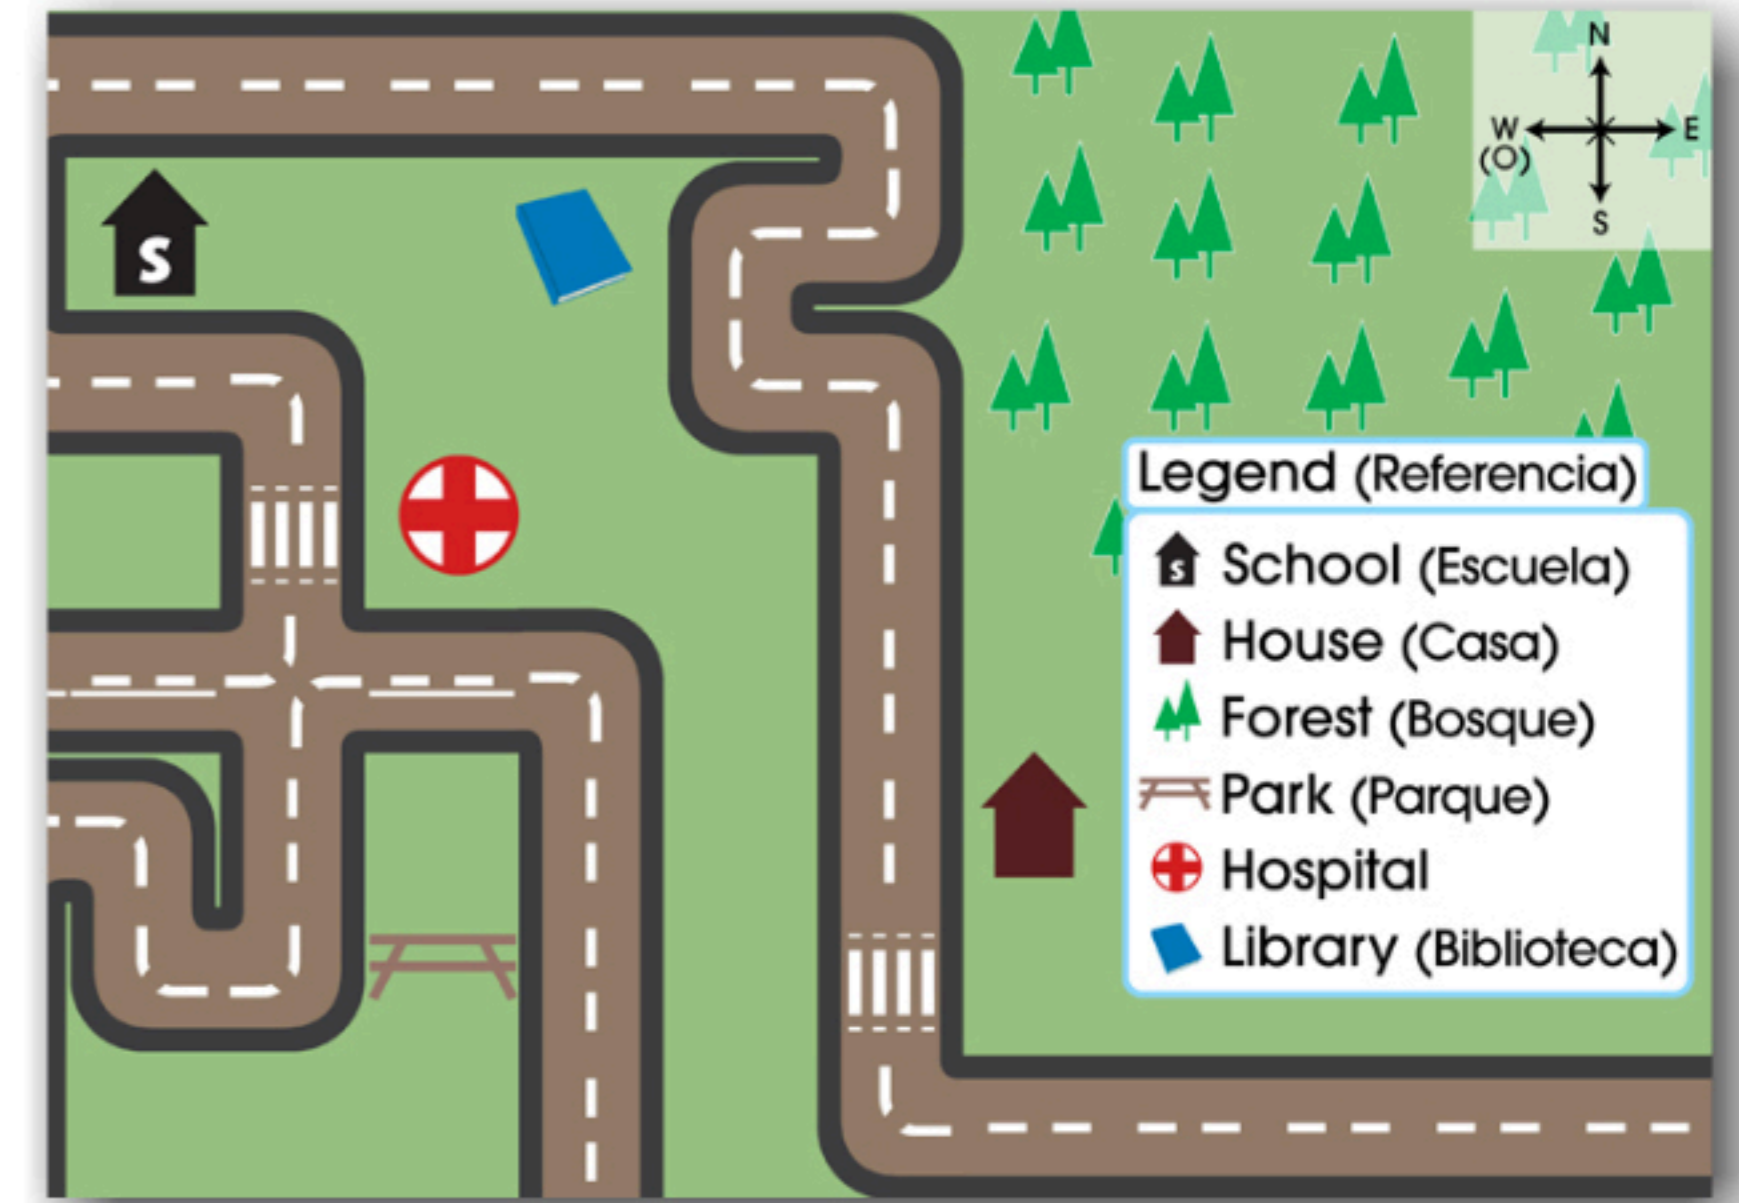 N
W
E
(O)
S
S
Legend (Referencia)
S
School (Escuela)
House (Casa)
Forest (Bosque)
Park (Parque)
Hospital
Library (Biblioteca)